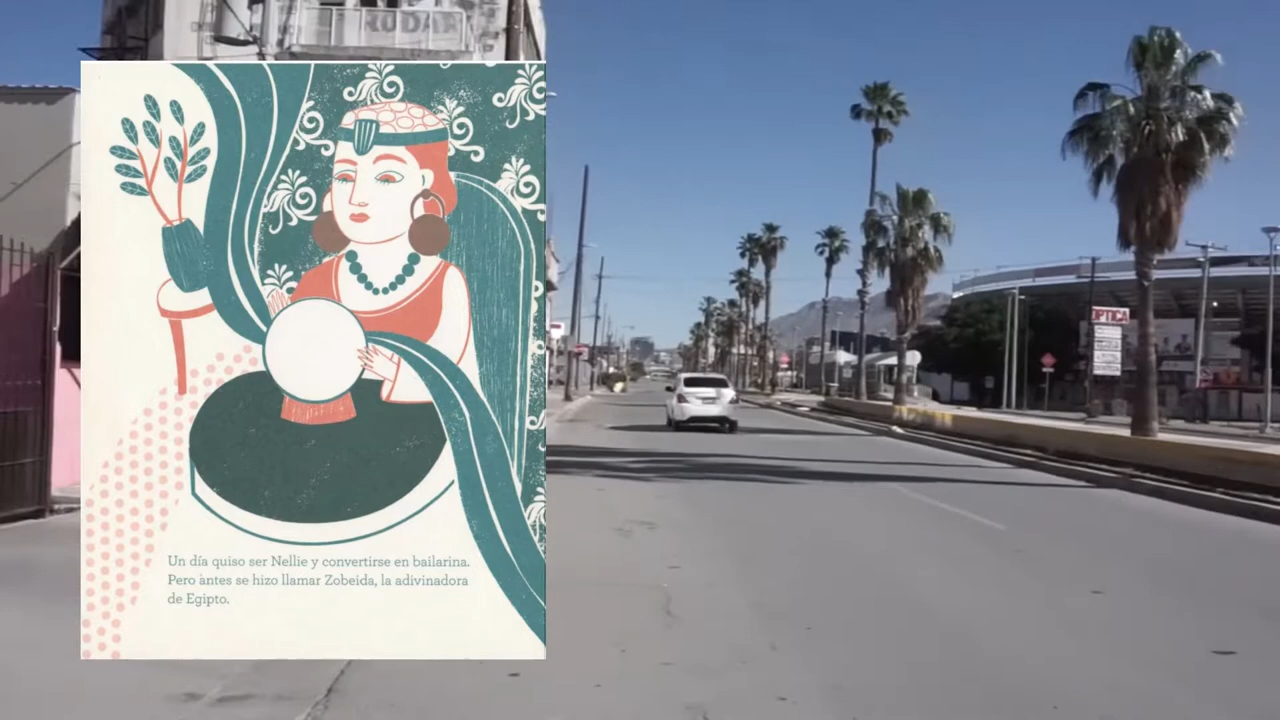 Un día quiso ser Nellie y convertirse en bailarina.
Pero antes se hizo llamar Zobeida, la adivinadora
de Egipto.
OPTICA